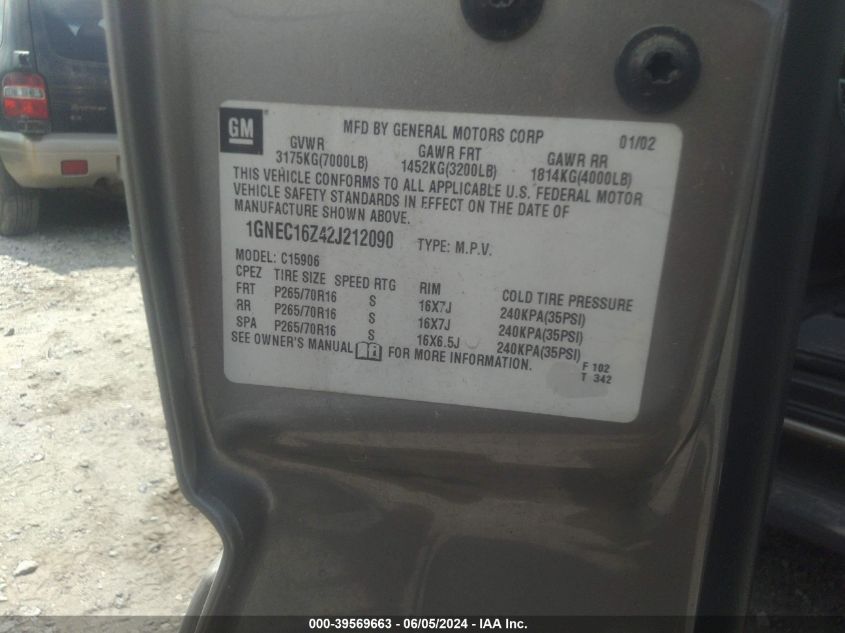 GM
MFD BY GENERAL MOTORS CORP 01/02
GVWR GAWR FRT GAWR RR
3175KG(7000LB) 1452KG(3200LB) 1814KG(4000LB)
THIS VEHICLE CONFORMS TO ALL APPLICABLE U.S. FEDERAL MOTOR
VEHICLE SAFETY STANDARDS IN EFFECT ON THE DATE OF
MANUFACTURE SHOWN ABOVE.
1GNEC16Z42J212090 TYPE: M.P.V.
MODEL: C15906
CPEZ TIRE SIZE SPEED RTG RIM COLD TIRE PRESSURE
FRT P265/70R16 S 16X7J 240KPA(35PSI)
RR P265/70R16 S 16X7J 240KPA(35PSI)
SPA P265/70R16 S 16X6.5J 240KPA(35PSI)
SEE OWNER'S MANUAL FOR MORE INFORMATION.
F 102
T 342
000-39569663 - 06/05/2024 - IAA Inc.